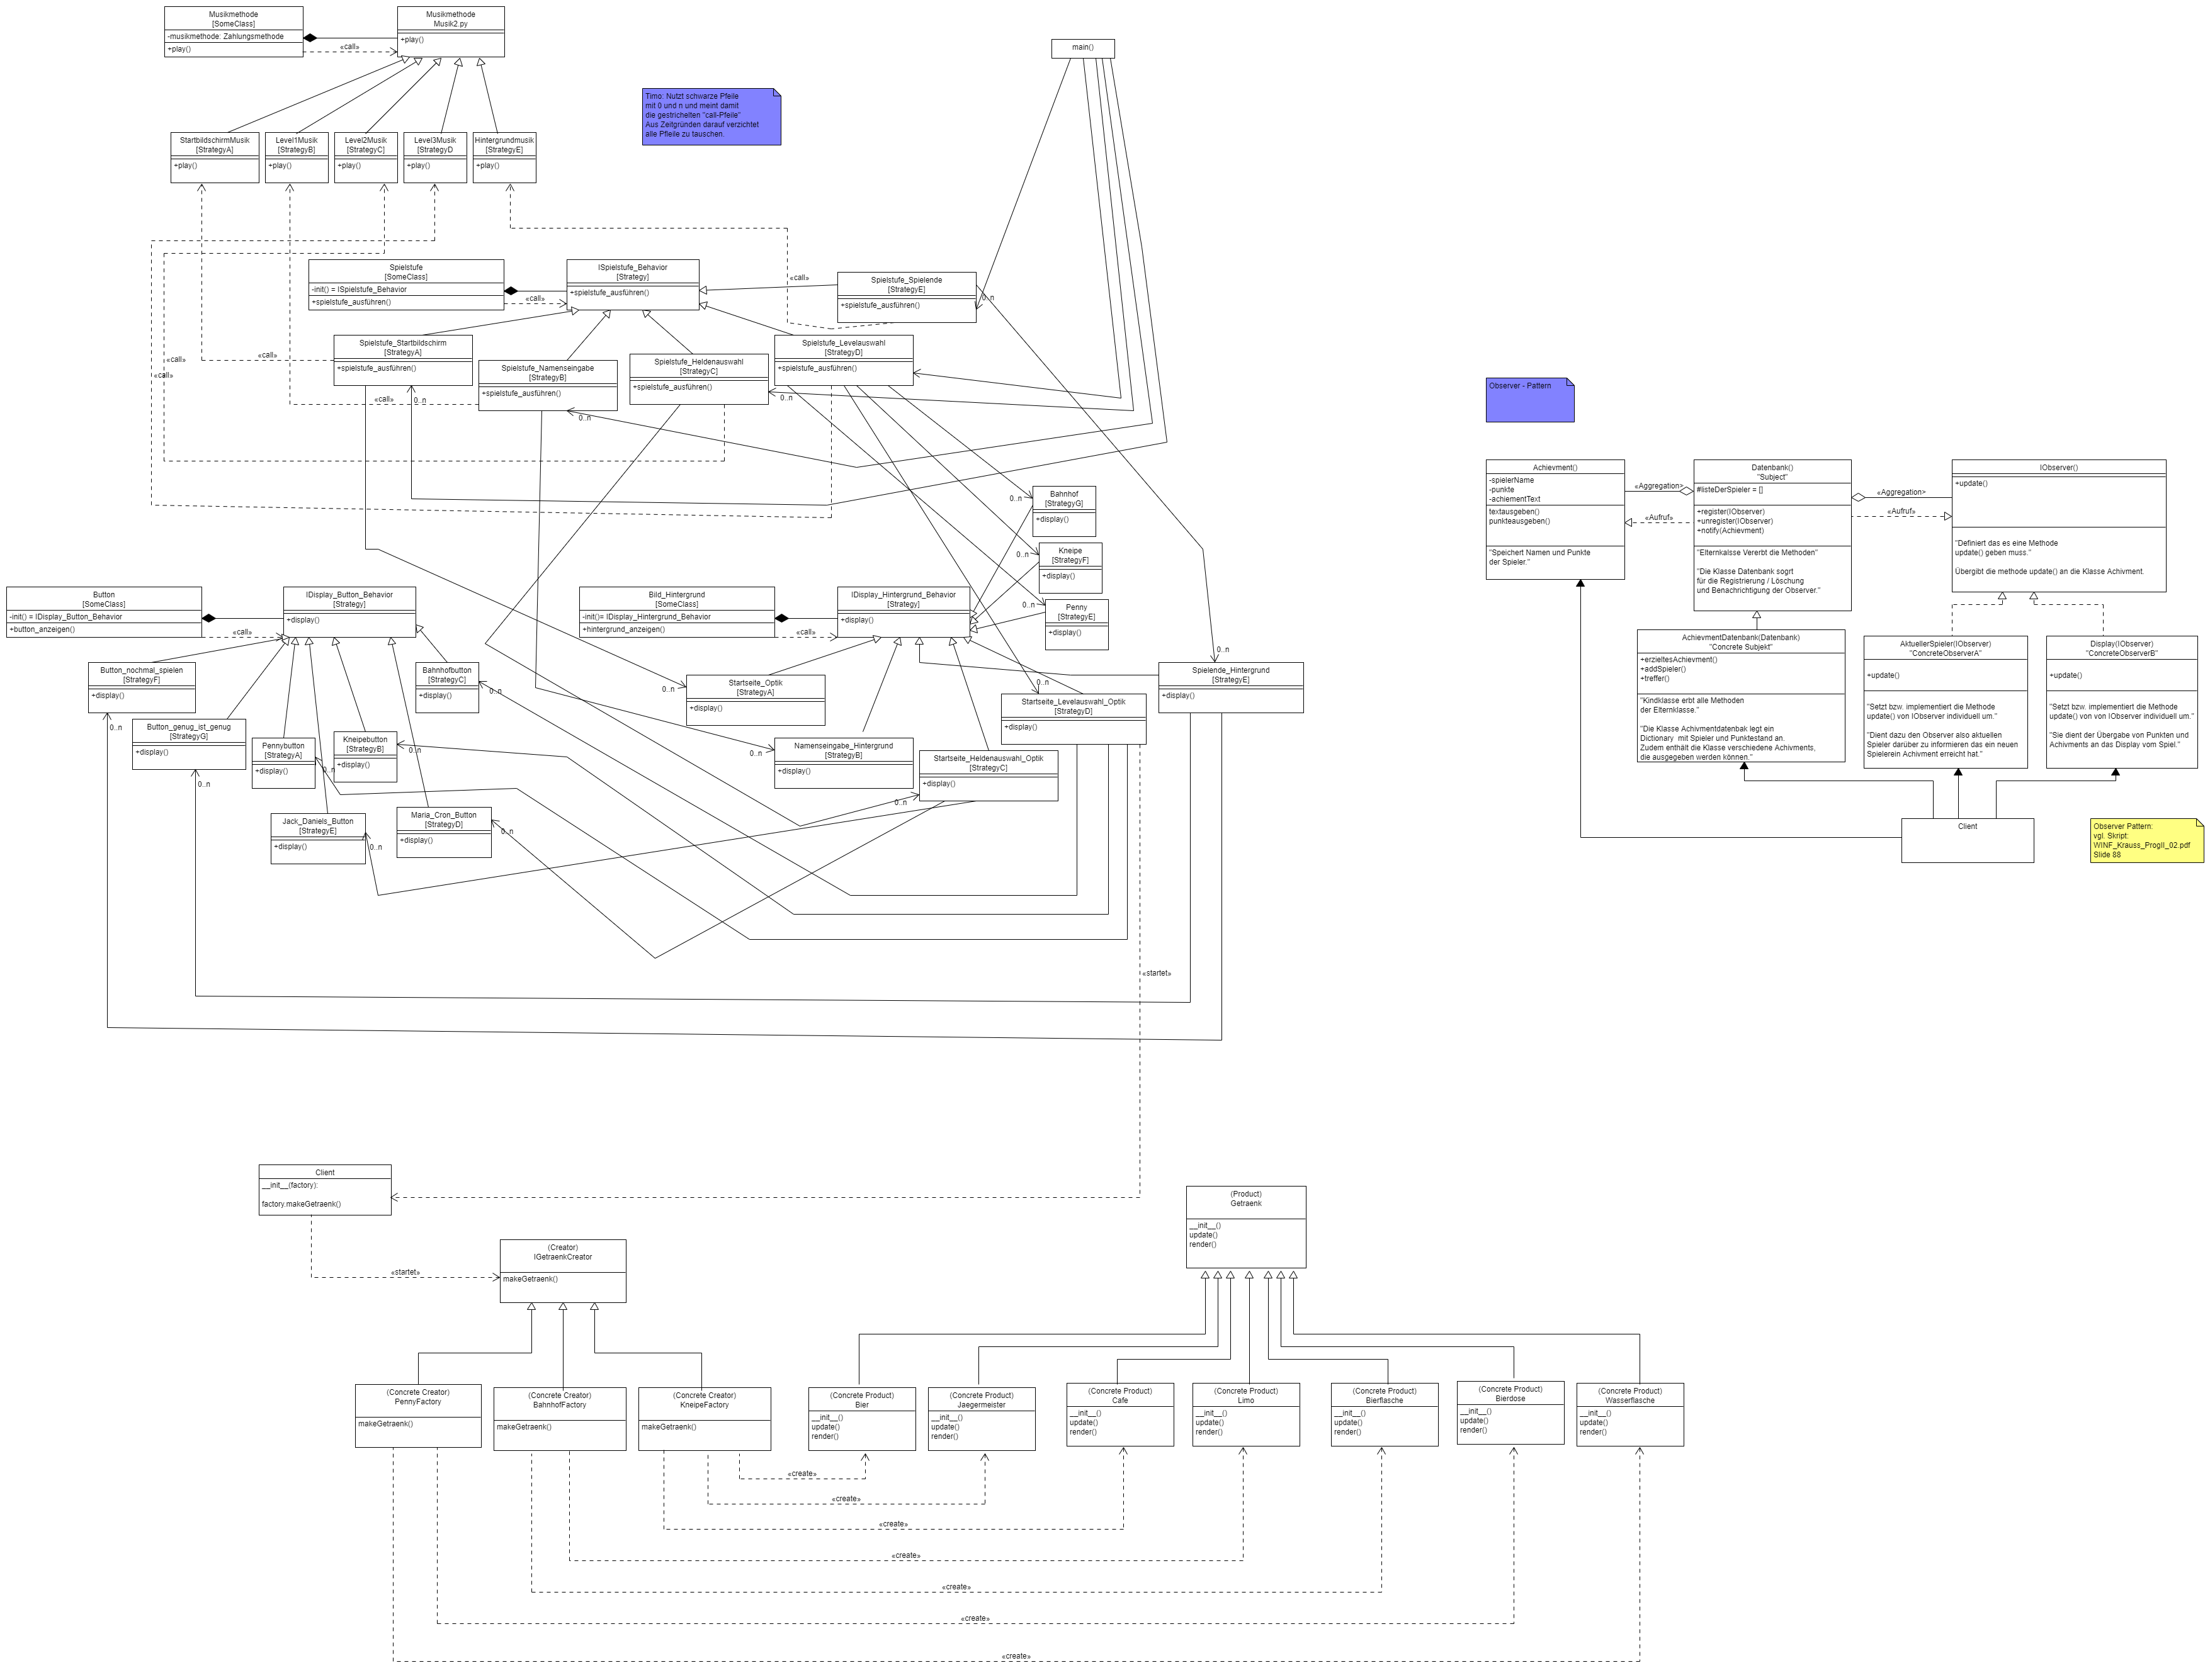 Musikmethode
[SomeClass]
-musikmethode: Zahlungsmethode
+play()
«call»
Musikmethode
Musik2.py
+play()
main()
Timo: Nutzt schwarze Pfeile
mit 0 und n und meint damit
die gestrichelten "call-Pfeile"
Aus Zeitgründen darauf verzichtet
alle Pfeile zu tauschen.
StartbildschirmMusik
[StrategyA]
+play()
Level1Musik
[StrategyB]
+play()
Level2Musik
[StrategyC]
+play()
Level3Musik
[StrategyD
+play()
Hintergrundmusik
[StrategyE]
+play()
Spielstufe
[SomeClass]
-init() = ISpielstufe_Behavior
+spielstufe_ausführen()
«call»
ISpielstufe_Behavior
[Strategy]
+spielstufe_ausführen()
«call»
Spielstufe_Spielende
[StrategyE]
+spielstufe_ausführen()
0..n
Spielstufe_Startbildschirm
[StrategyA]
+spielstufe_ausführen()
Spielstufe_Namenseingabe
[StrategyB]
+spielstufe_ausführen()
Spielstufe_Heldenauswahl
[StrategyC]
+spielstufe_ausführen()
Spielstufe_Levelauswahl
[StrategyD]
+spielstufe_ausführen()
«call»
«call»
«call»
«call»
0..n
0..n
0..n
Observer - Pattern
Achievment()
-spielerName
-punkte
-achiementText
textausgeben()
punkteausgeben()
"Speichert Namen und Punkte
der Spieler."
«Aggregation>
«Aufruf»
Datenbank()
"Subject"
#listeDerSpieler = []
+register(IObserver)
+unregister(IObserver)
+notify(Achievment)
"Elternkalsse Vererbt die Methoden"
"Die Klasse Datenbank sogrt
für die Registrierung / Löschung
und Benachrichtigung der Observer."
«Aggregation>
«Aufruf»
IObserver()
+update()
"Definiert das es eine Methode
update() geben muss."
Übergibt die methode update() an die Klasse Achivment.
Bahnhof
[StrategyG]
+display()
0..n
Kneipe
[StrategyF]
+display()
0..n
Penny
[StrategyE]
+display()
0..n
Button
[SomeClass]
-init() = IDisplay_Button_Behavior
+button_anzeigen()
«call»
IDisplay_Button_Behavior
[Strategy]
+display()
Bild_Hintergrund
[SomeClass]
-init()= IDisplay_Hintergrund_Behavior
+hintergrund_anzeigen()
«call»
IDisplay_Hintergrund_Behavior
[Strategy]
+display()
AchievmentDatenbank(Datenbank)
"Concrete Subjekt"
+erzieltesAchievment()
+addSpieler()
+treffer()
"Kindklasse erbt alle Methoden
der Elternklasse."
"Die Klasse Achivmentdatenbak legt ein
Dictionary  mit Spieler und Punktestand an.
Zudem enthält die Klasse verschiedene Achivments,
die ausgegeben werden können."
AktuellerSpieler(IObserver)
"ConcreteObserverA"
+update()
"Setzt bzw. implementiert die Methode
update() von IObserver individuell um."
"Dient dazu den Observer also aktuellen
Spieler darüber zu informieren das ein neuen
Spielerein Achivment erreicht hat."
Display(IObserver)
"ConcreteObserverB"
+update()
"Setzt bzw. implementiert die Methode
update() von von IObserver individuell um."
"Sie dient der Übergabe von Punkten und
Achivments an das Display vom Spiel."
Button_nochmal_spielen
[StrategyF]
+display()
0..n
Bahnhofbutton
[StrategyC]
+display()
0..n
Startseite_Optik
[StrategyA]
+display()
0..n
Spielende_Hintergrund
[StrategyE]
+display()
0..n
Startseite_Levelauswahl_Optik
[StrategyD]
+display()
0..n
Button_genug_ist_genug
[StrategyG]
+display()
0..n
Pennybutton
[StrategyA]
+display()
0..n
Kneipebutton
[StrategyB]
+display()
0..n
Namenseingabe_Hintergrund
[StrategyB]
+display()
0..n
Startseite_Heldenauswahl_Optik
[StrategyC]
+display()
0..n
Jack_Daniels_Button
[StrategyE]
+display()
0..n
Maria_Cron_Button
[StrategyD]
+display()
0..n
Client
Observer Pattern:
vgl. Skript:
WINF_Krauss_ProgII_02.pdf
Slide 88
«startet»
Client
__init__(factory):
factory.makeGetraenk()
«startet»
(Creator)
IGetraenkCreator
makeGetraenk()
(Product)
Getraenk
__init__()
update()
render()
(Concrete Creator)
PennyFactory
makeGetraenk()
(Concrete Creator)
BahnhofFactory
makeGetraenk()
(Concrete Creator)
KneipeFactory
makeGetraenk()
(Concrete Product)
Bier
__init__()
update()
render()
(Concrete Product)
Jaegermeister
__init__()
update()
render()
(Concrete Product)
Cafe
__init__()
update()
render()
(Concrete Product)
Limo
__init__()
update()
render()
(Concrete Product)
Bierflasche
__init__()
update()
render()
(Concrete Product)
Bierdose
__init__()
update()
render()
(Concrete Product)
Wasserflasche
__init__()
update()
render()
«create»
«create»
«create»
«create»
«create»
«create»
«create»